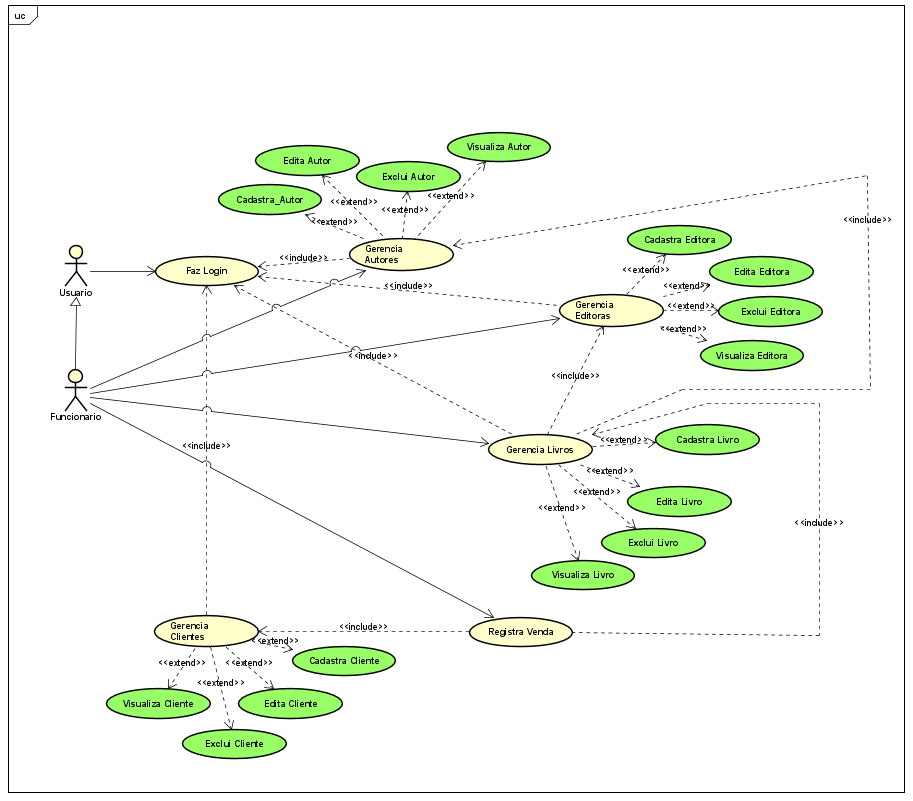 uc
Visualiza Autor
Edita Autor
Exclui Autor
<<extend>>
<<extend>>
Cadastra_Autor
<<extend>>
<<extend>>
<<include>>
Cadastra Editora
Gerencia
Autores
<<include>>
Faz Login
<<extend>>
Edita Editora
Usuario
<<include>>
<<extend>>
Gerencia
Editoras
<<extend>>
Exclui Editora
<<extend>>
Visualiza Editora
<<include>>
<<include>>
Funcionario
<<include>>
Gerencia Livros
<<extend>>
Cadastra Livro
<<extend>>
<<extend>>
Edita Livro
<<extend>>
<<include>>
Exclui Livro
Visualiza Livro
Gerencia
Clientes
<<include>>
Registra Venda
<<extend>>
Cadastra Cliente
<<extend>>
<<extend>>
<<extend>>
Visualiza Cliente
Edita Cliente
Exclui Cliente